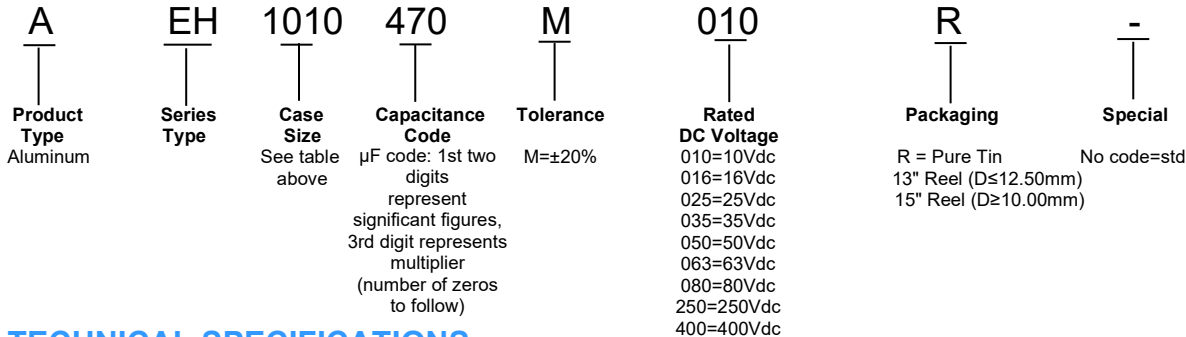 A EH 1010 470 M 010 R -
Product Type
Aluminum
Series Type
Case Size
See table above
Capacitance Code
µF code: 1st two
digits
represent
significant figures,
3rd digit represents
multiplier
(number of zeros
to follow)
Tolerance
M=±20%
Rated
DC Voltage
010=10Vdc
016=16Vdc
025=25Vdc
035=35Vdc
050=50Vdc
063=63Vdc
080=80Vdc
250=250Vdc
400=400Vdc
Packaging
R = Pure Tin
13" Reel (D≤12.50mm)
15" Reel (D≥10.00mm)
Special
No code=std
TECHNICAL SPECIFICATIONS